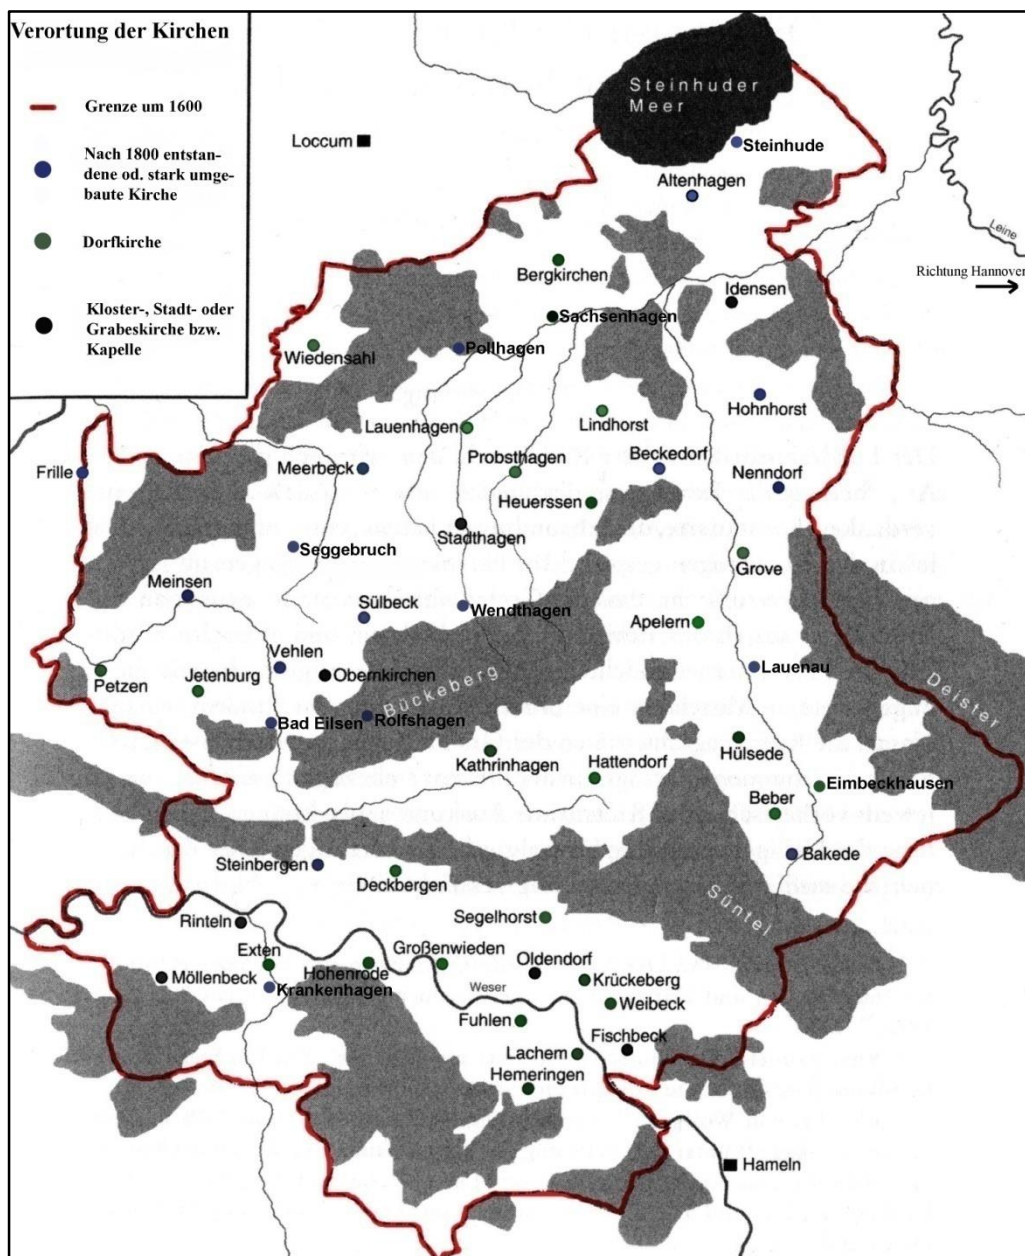 Verortung der Kirchen
Grenze um 1600
Nach 1800 entstan-
dene od. stark umge-
baute Kirche
Dorfkirche
Kloster-, Stadt- oder
Grabeskirche bzw.
Kapelle
Steinhuder
Meer
Loccum
Steinhude
Altenhagen
Leine
Bergkirchen
Richtung Hannover
Idensen
Sachsenhagen
Wiedensahl
Pollhagen
Hohnhorst
Lauenhagen
Lindhorst
Frille
Meerbeck
Probsthagen
Beckedorf
Nenndorf
Heuerssen
Stadthagen
Seggebruch
Grove
Meinsen
Sülbeck
Wendthagen
Apelern
Vehlen
Lauenau
Petzen
Jetenburg
Obernkirchen
Bückeberg
Deister
Bad Eilsen
Rolfshagen
Hülsede
Kathrinhagen
Hattendorf
Eimbeckhausen
Beber
Steinbergen
Deckbergen
Bakede
Süntel
Segelhorst
Rinteln
Exten
Großenwieden
Hohenrode
Oldendorf
Möllenbeck
Krückeberg
Krankenhagen
Weser
Weibeck
Fuhlen
Fischbeck
Lachem
Hemeringen
Hameln